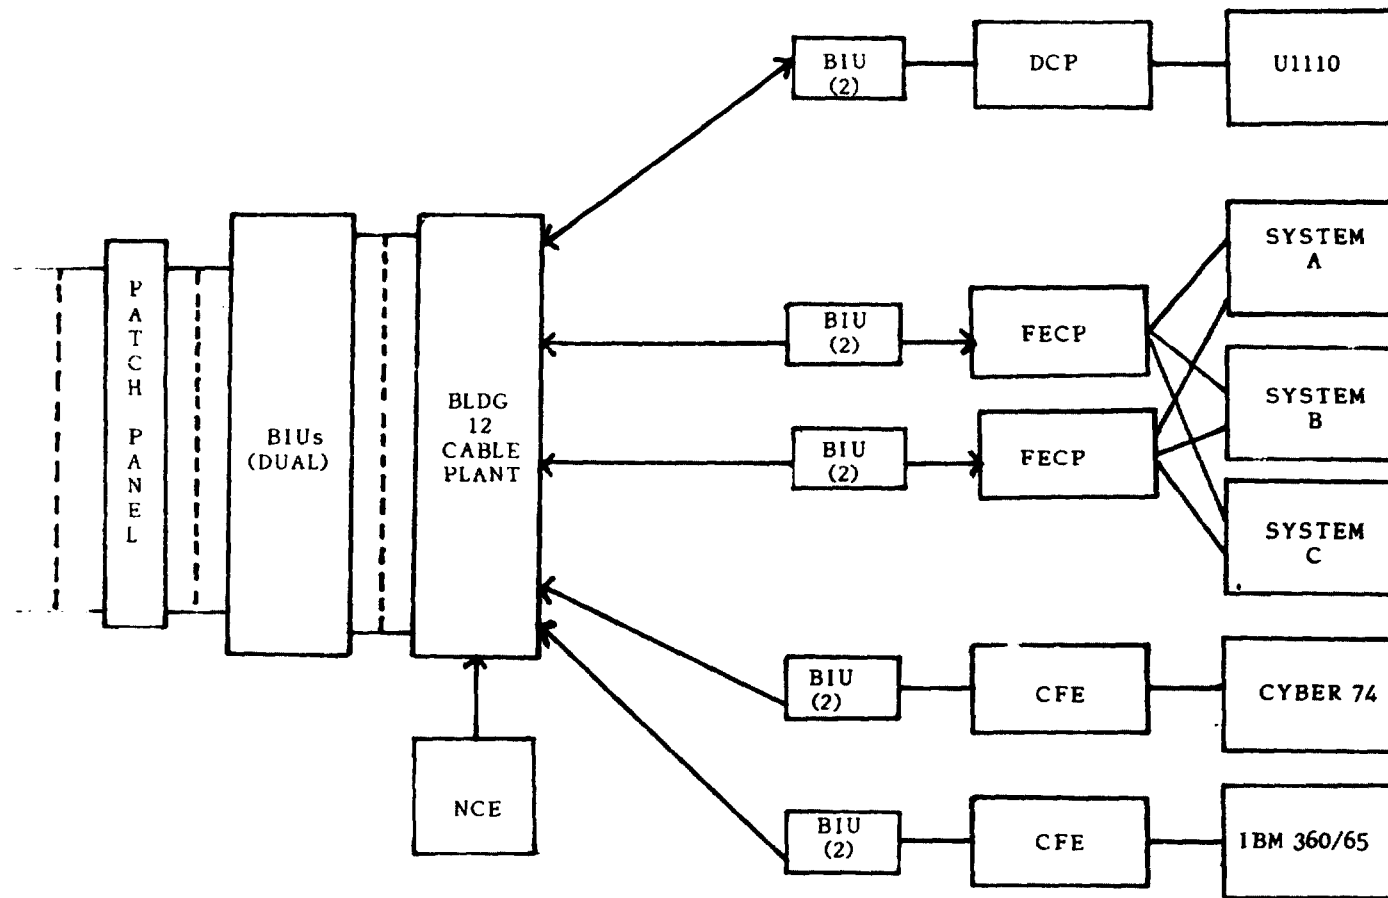 BIU
(2)
DCP
U1110
PATCH PANEL
BIUs
(DUAL)
BLDG
12
CABLE
PLANT
BIU
(2)
FECP
SYSTEM
A
SYSTEM
B
BIU
(2)
FECP
SYSTEM
C
BIU
(2)
CFE
CYBER 74
NCE
BIU
(2)
CFE
IBM 360/65